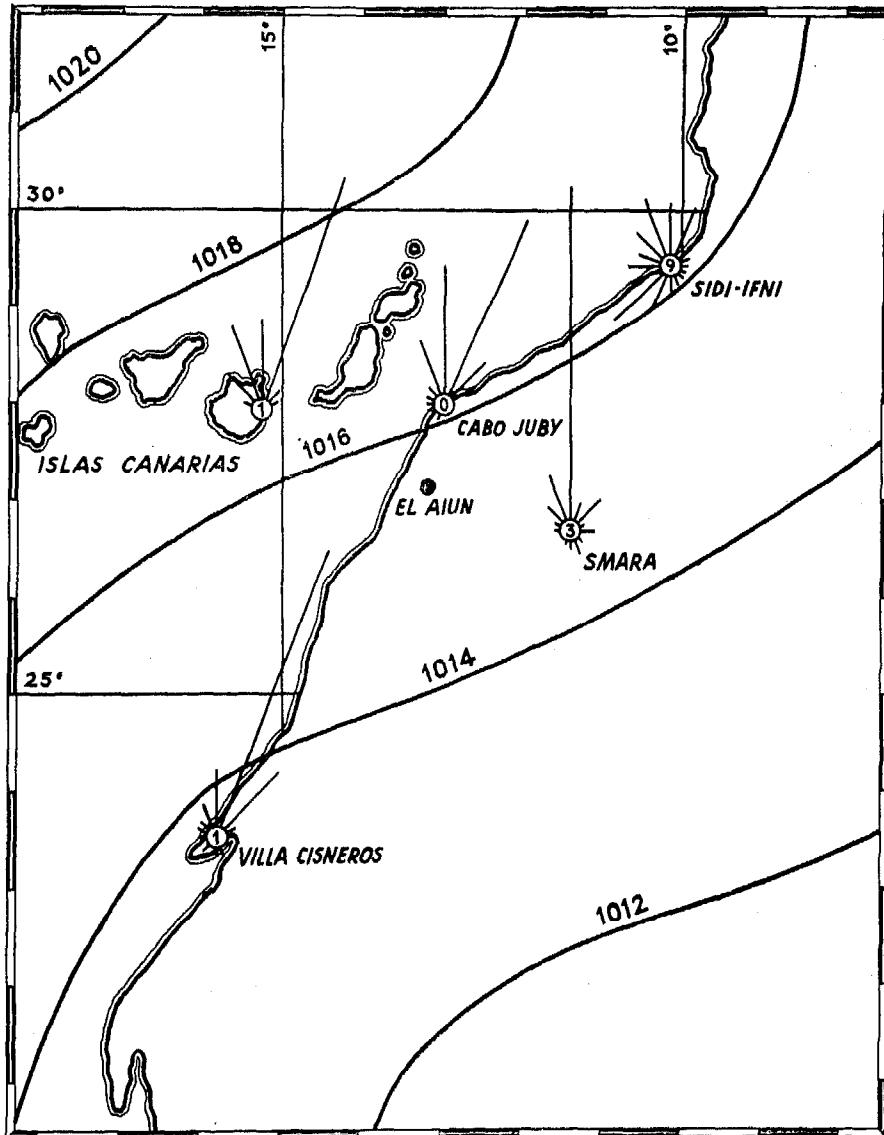 15°
10°
1020
30°
1018
9
SIDI-IFNI
1
0
CABO JUBY
1016
ISLAS CANARIAS
EL AIUN
3
SMARA
1014
25°
1
VILLA CISNEROS
1012